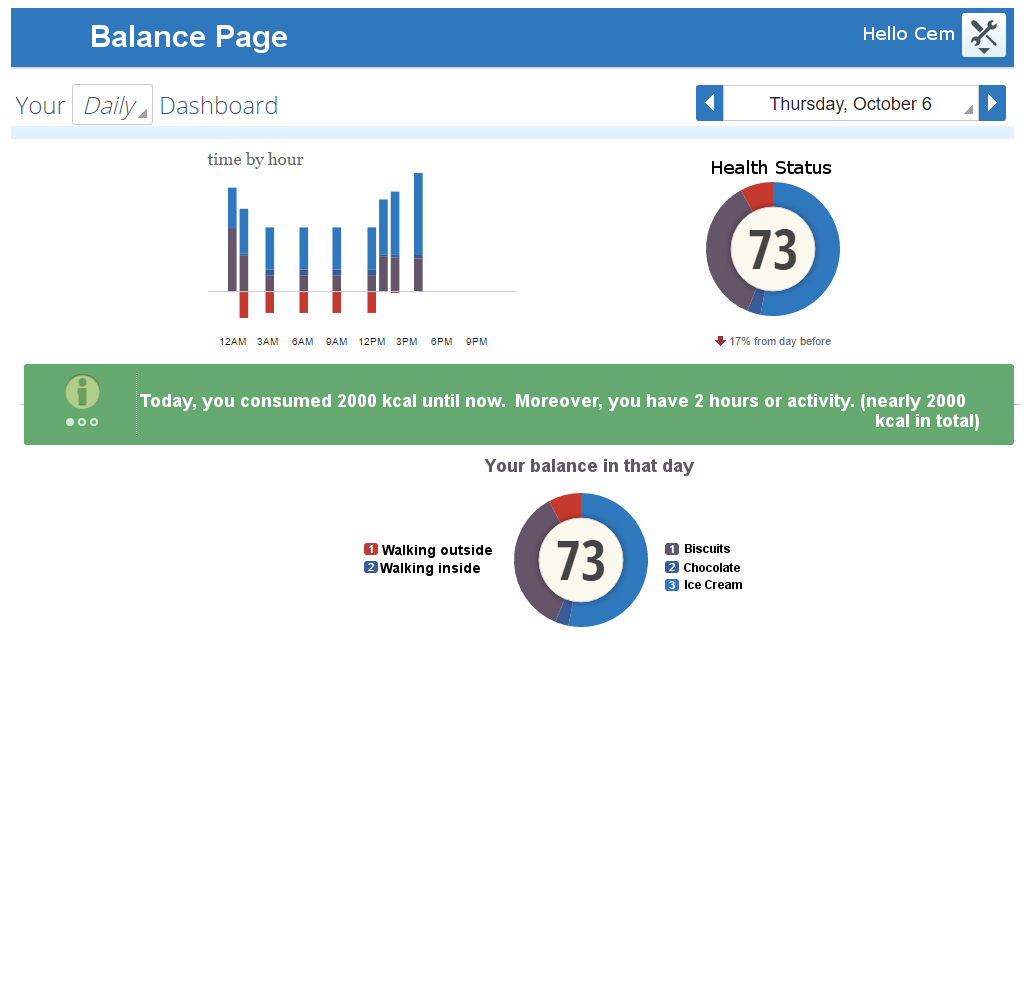 Balance Page
Hello Cem
Your Daily Dashboard
Thursday, October 6
time by hour
12AM 3AM 6AM 9AM 12PM 3PM 6PM 9PM
Health Status
73
17% from day before
Today, you consumed 2000 kcal until now.  Moreover, you have 2 hours or activity. (nearly 2000
kcal in total)
Your balance in that day
1 Walking outside
2 Walking inside
73
1 Biscuits
2 Chocolate
3 Ice Cream